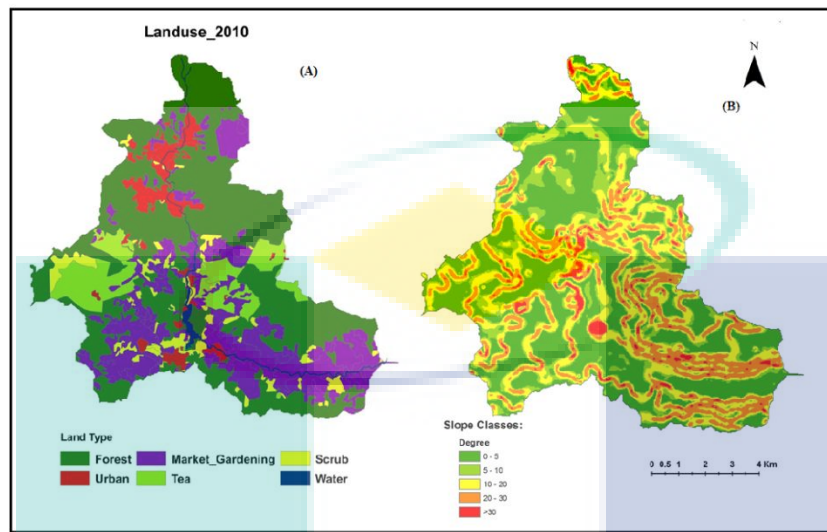 Landuse_2010
(A)
N
(B)
Land Type
Forest
Market_Gardening
Scrub
Urban
Tea
Water
Slope Classes:
Degree
0 - 5
5 - 10
10 - 20
20 - 30
>30
0 0.5 1 2 3 4 Km